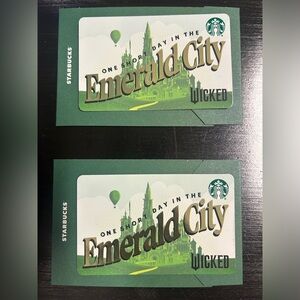 STARBUCKS
ONE SHORT DAY IN THE
Emerald City
WICKED
STARBUCKS
ONE SHORT DAY IN THE
Emerald City
WICKED